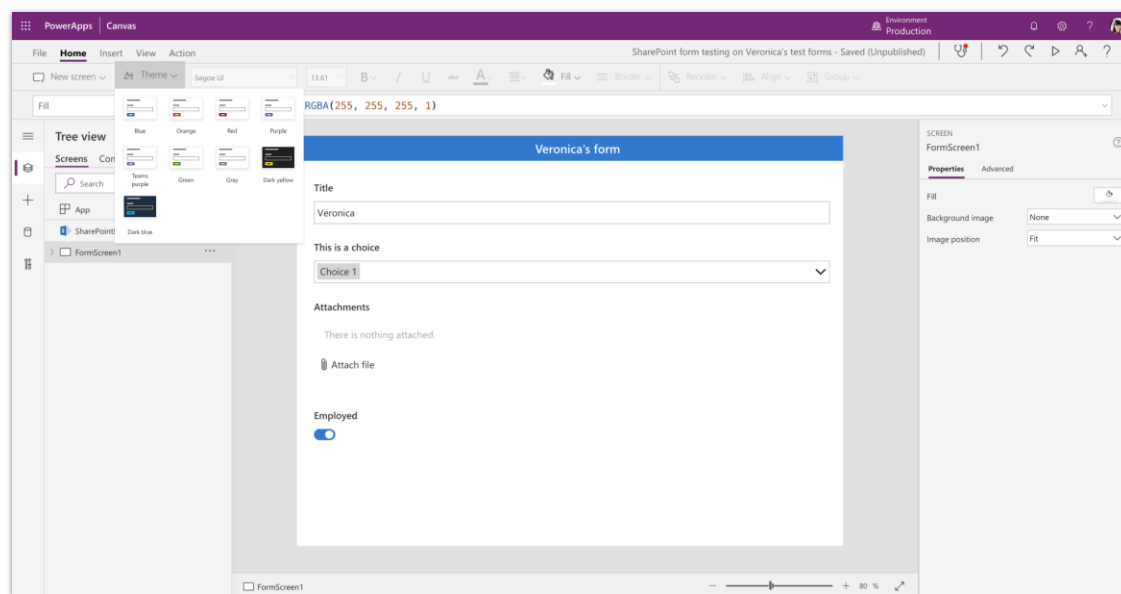 PowerApps Canvas
Environment
Production
File Home Insert View Action
SharePoint form testing on Veronica's test forms - Saved (Unpublished)
New screen Theme Segoe UI 13.61 B / U abc A Fill Border Reorder Align Group
Fill
RGBA(255, 255, 255, 1)
Blue Orange Red Purple
Teams purple Green Gray Dark yellow
Dark blue
Tree view
Screens Con
Search
App
SharePoint
FormScreen1
Veronica's form
Title
Veronica
This is a choice
Choice 1
Attachments
There is nothing attached.
Attach file
Employed
SCREEN
FormScreen1
Properties Advanced
Fill
Background image None
Image position Fit
FormScreen1
80 %